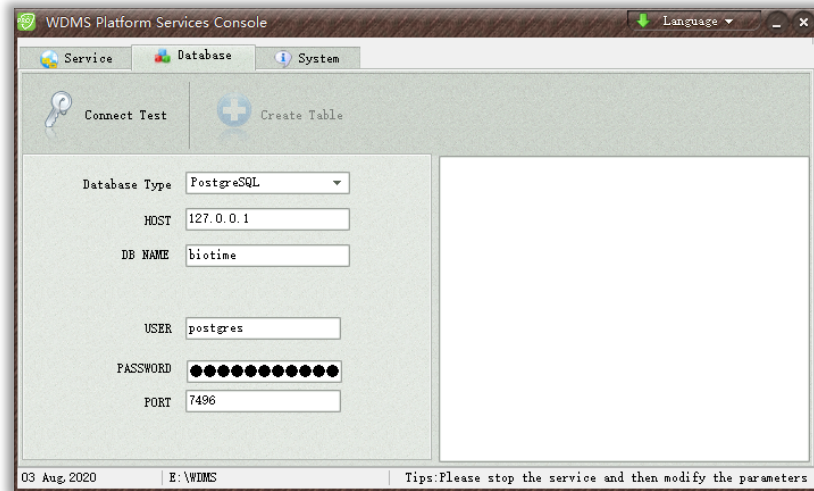 WDMS Platform Services Console
Language
Service
Database
System
Connect Test
Create Table
Database Type PostgreSQL
HOST 127.0.0.1
DB NAME biotime
USER postgres
PASSWORD ●●●●●●●●●●●
PORT 7496
03 Aug,2020 E:\WDMS Tips:Please stop the service and then modify the parameters